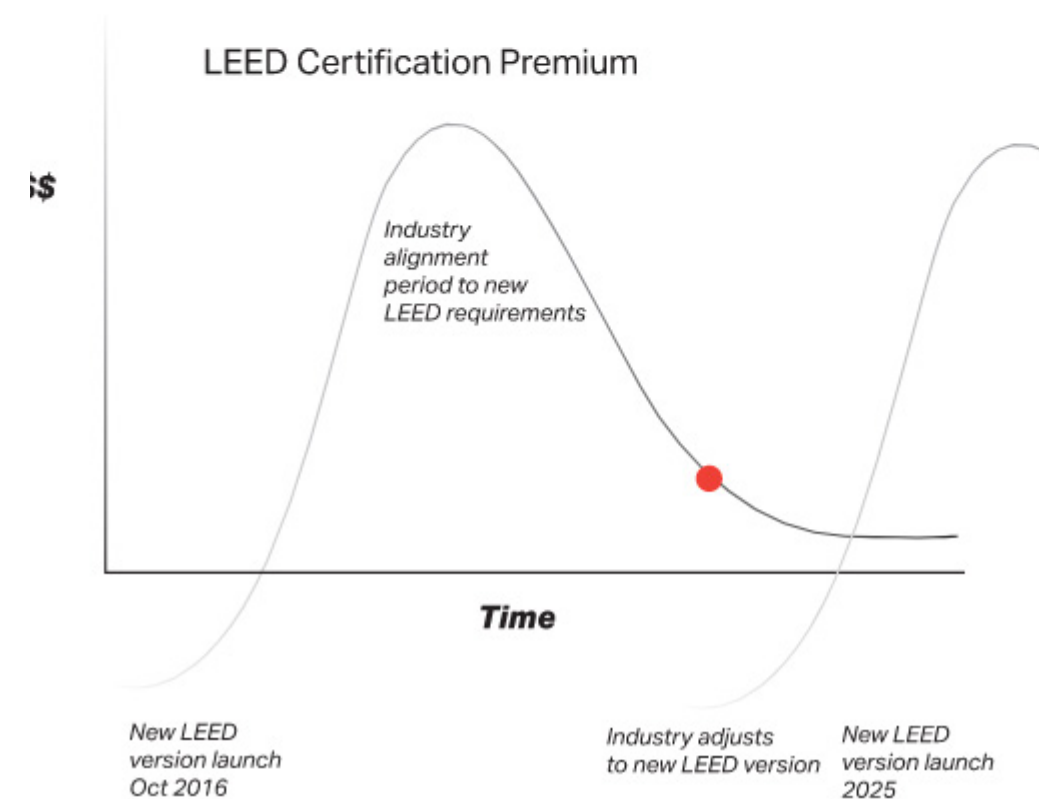 LEED Certification Premium
$$
Industry
alignment
period to new
LEED requirements
Time
New LEED
version launch
Oct 2016
Industry adjusts
to new LEED version
New LEED
version launch
2025